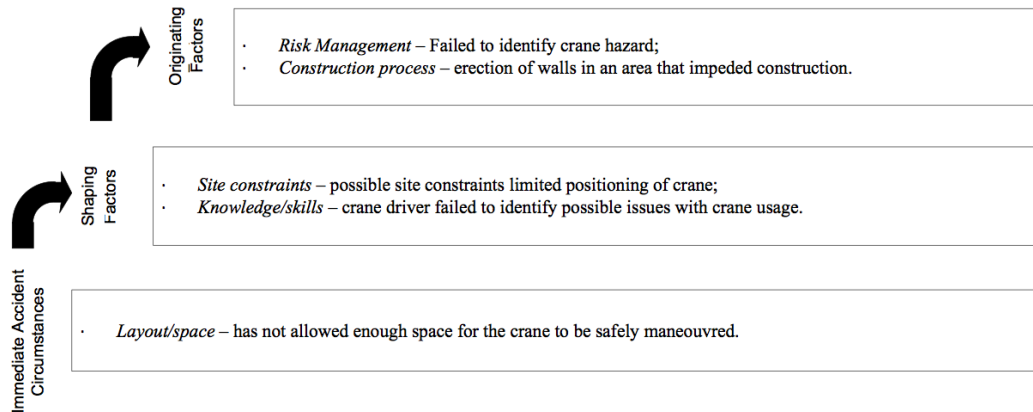 Originating
Factors
· Risk Management – Failed to identify crane hazard;
· Construction process – erection of walls in an area that impeded construction.
Shaping
Factors
· Site constraints – possible site constraints limited positioning of crane;
· Knowledge/skills – crane driver failed to identify possible issues with crane usage.
Immediate Accident
Circumstances
· Layout/space – has not allowed enough space for the crane to be safely maneouvred.